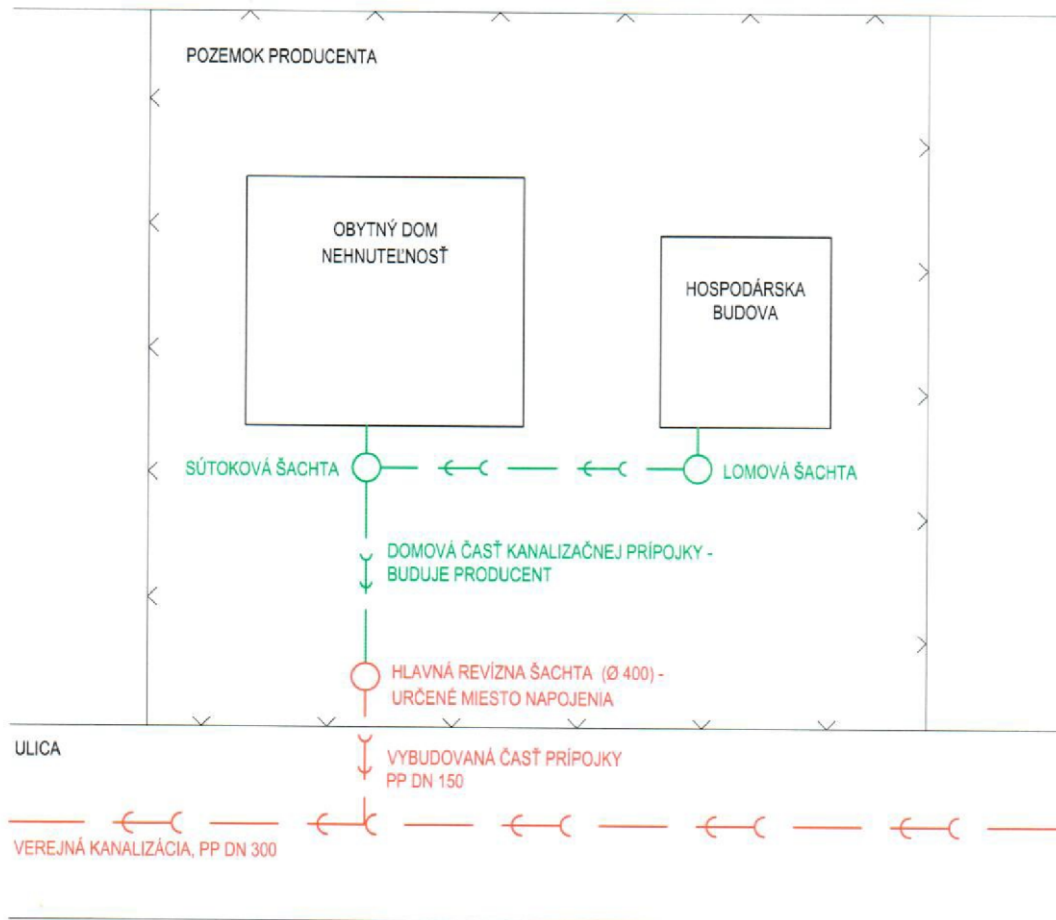 POZEMOK PRODUCENTA
OBYTNÝ DOM
NEHNUTEĽNOSŤ
HOSPODÁRSKA
BUDOVA
SÚTOKOVÁ ŠACHTA
LOMOVÁ ŠACHTA
DOMOVÁ ČASŤ KANALIZAČNEJ PRÍPOJKY -
BUDUJE PRODUCENT
HLAVNÁ REVÍZNA ŠACHTA (Ø 400) -
URČENÉ MIESTO NAPOJENIA
ULICA
VYBUDOVANÁ ČASŤ PRÍPOJKY
PP DN 150
VEREJNÁ KANALIZÁCIA, PP DN 300